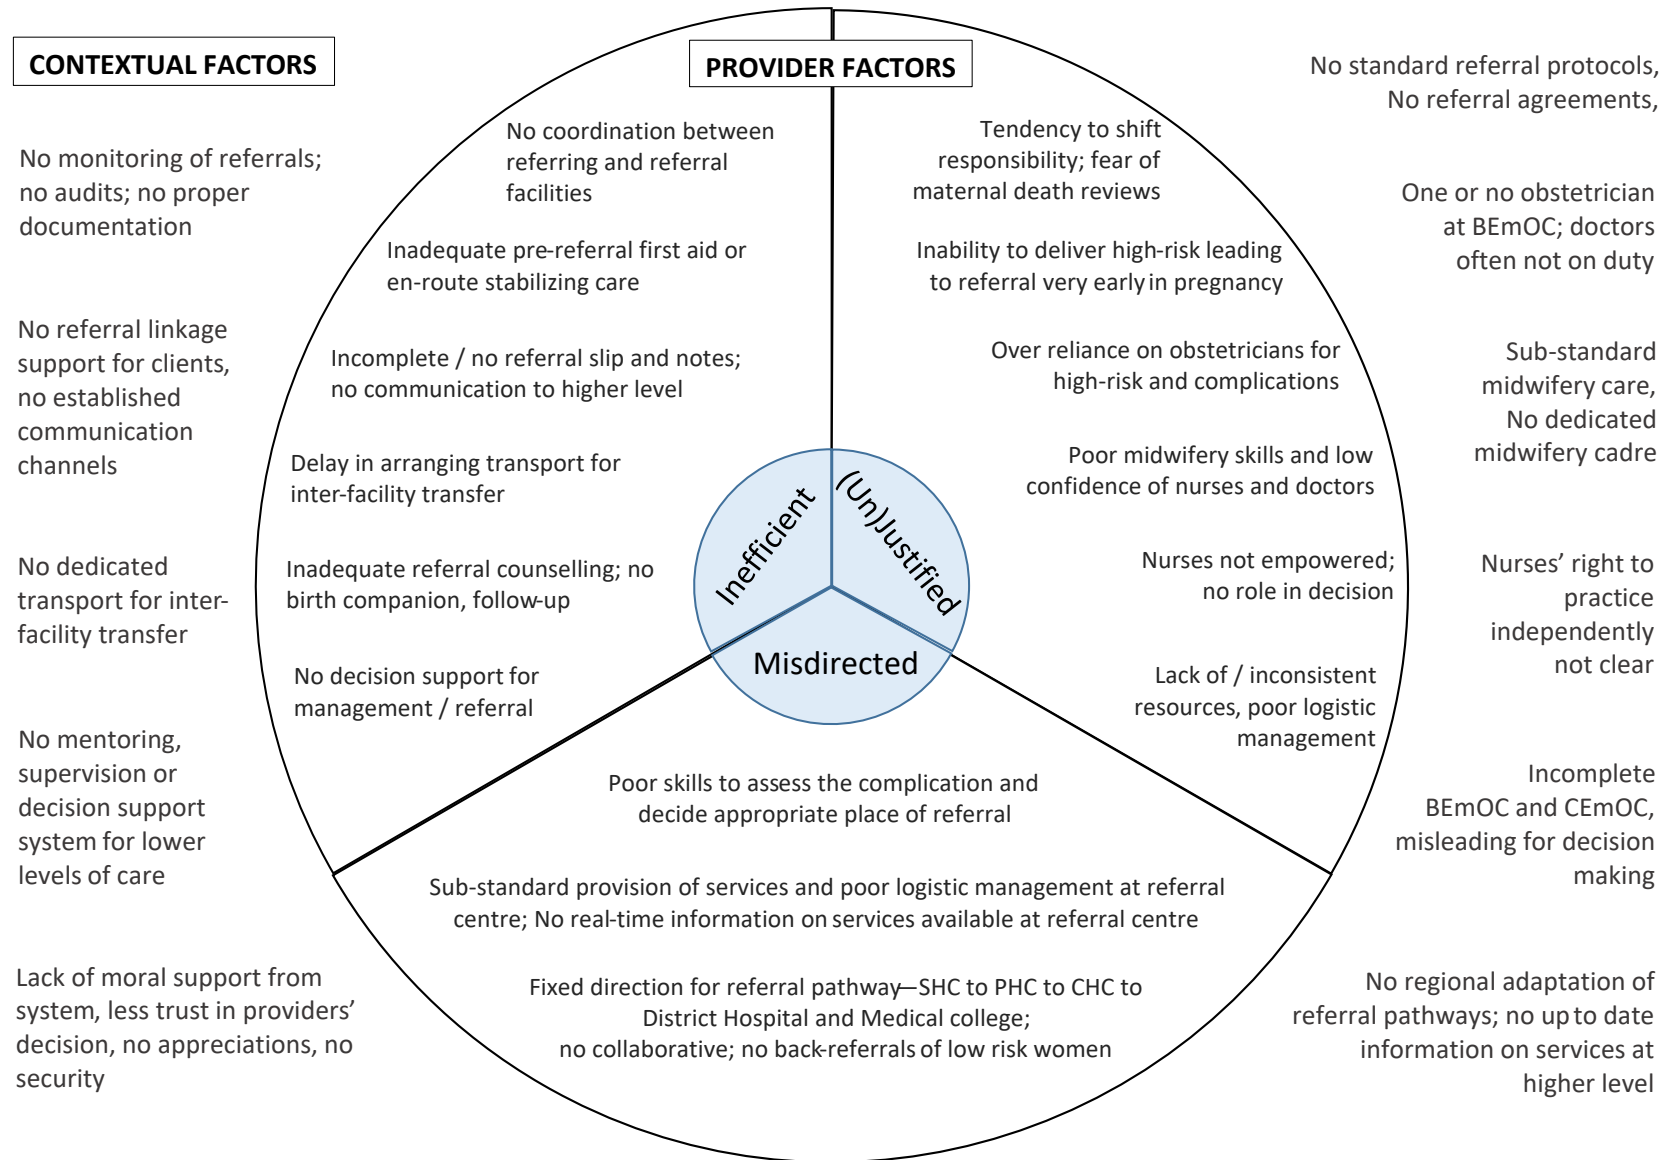 CONTEXTUAL FACTORS
No monitoring of referrals;
no audits; no proper
documentation
No referral linkage
support for clients,
no established
communication
channels
No dedicated
transport for inter-
facility transfer
No mentoring,
supervision or
decision support
system for lower
levels of care
Lack of moral support from
system, less trust in providers’
decision, no appreciations, no
security
PROVIDER FACTORS
No coordination between
referring and referral
facilities
Inadequate pre-referral first aid or
en-route stabilizing care
Incomplete / no referral slip and notes;
no communication to higher level
Delay in arranging transport for
inter-facility transfer
Inadequate referral counselling; no
birth companion, follow-up
No decision support for
management / referral
Inefficient
(Un)Justified
Misdirected
Tendency to shift
responsibility; fear of
maternal death reviews
Inability to deliver high-risk leading
to referral very early in pregnancy
Over reliance on obstetricians for
high-risk and complications
Poor midwifery skills and low
confidence of nurses and doctors
Nurses not empowered;
no role in decision
Lack of / inconsistent
resources, poor logistic
management
Poor skills to assess the complication and
decide appropriate place of referral
Sub-standard provision of services and poor logistic management at referral
centre; No real-time information on services available at referral centre
Fixed direction for referral pathway—SHC to PHC to CHC to
District Hospital and Medical college;
no collaborative; no back-referrals of low risk women
No standard referral protocols,
No referral agreements,
One or no obstetrician
at BEmOC; doctors
often not on duty
Sub-standard
midwifery care,
No dedicated
midwifery cadre
Nurses’ right to
practice
independently
not clear
Incomplete
BEmOC and CEmOC,
misleading for decision
making
No regional adaptation of
referral pathways; no up to date
information on services at
higher level